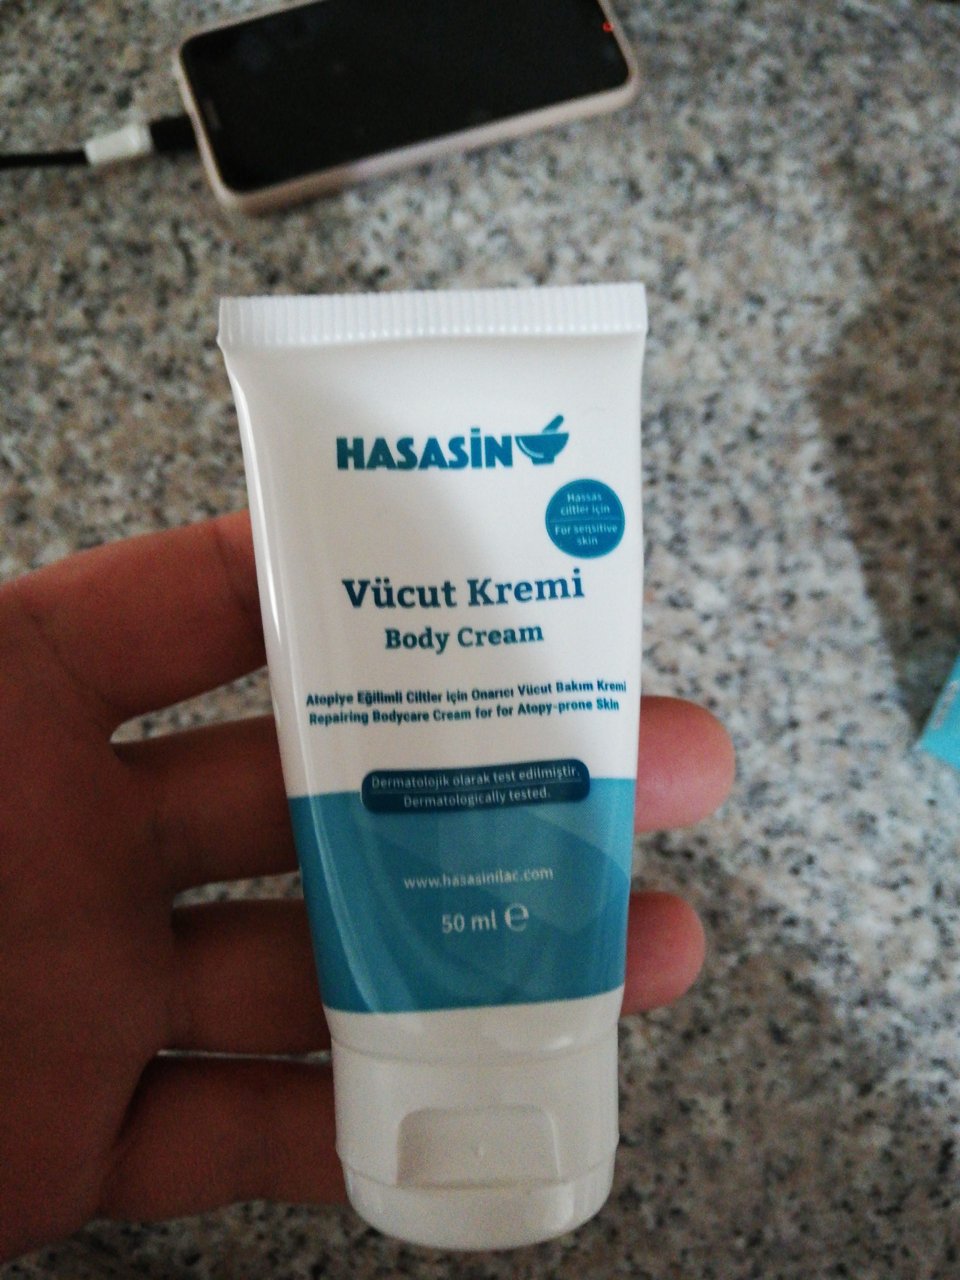 HASASİN
Hassas
ciltler için
For sensitive
skin
Vücut Kremi
Body Cream
Atopiye Eğilimli Ciltler için Onarıcı Vücut Bakım Kremi
Repairing Bodycare Cream for for Atopy-prone Skin
Dermatolojik olarak test edilmiştir.
Dermatologically tested.
www.hasasinilac.com
50 ml ℮